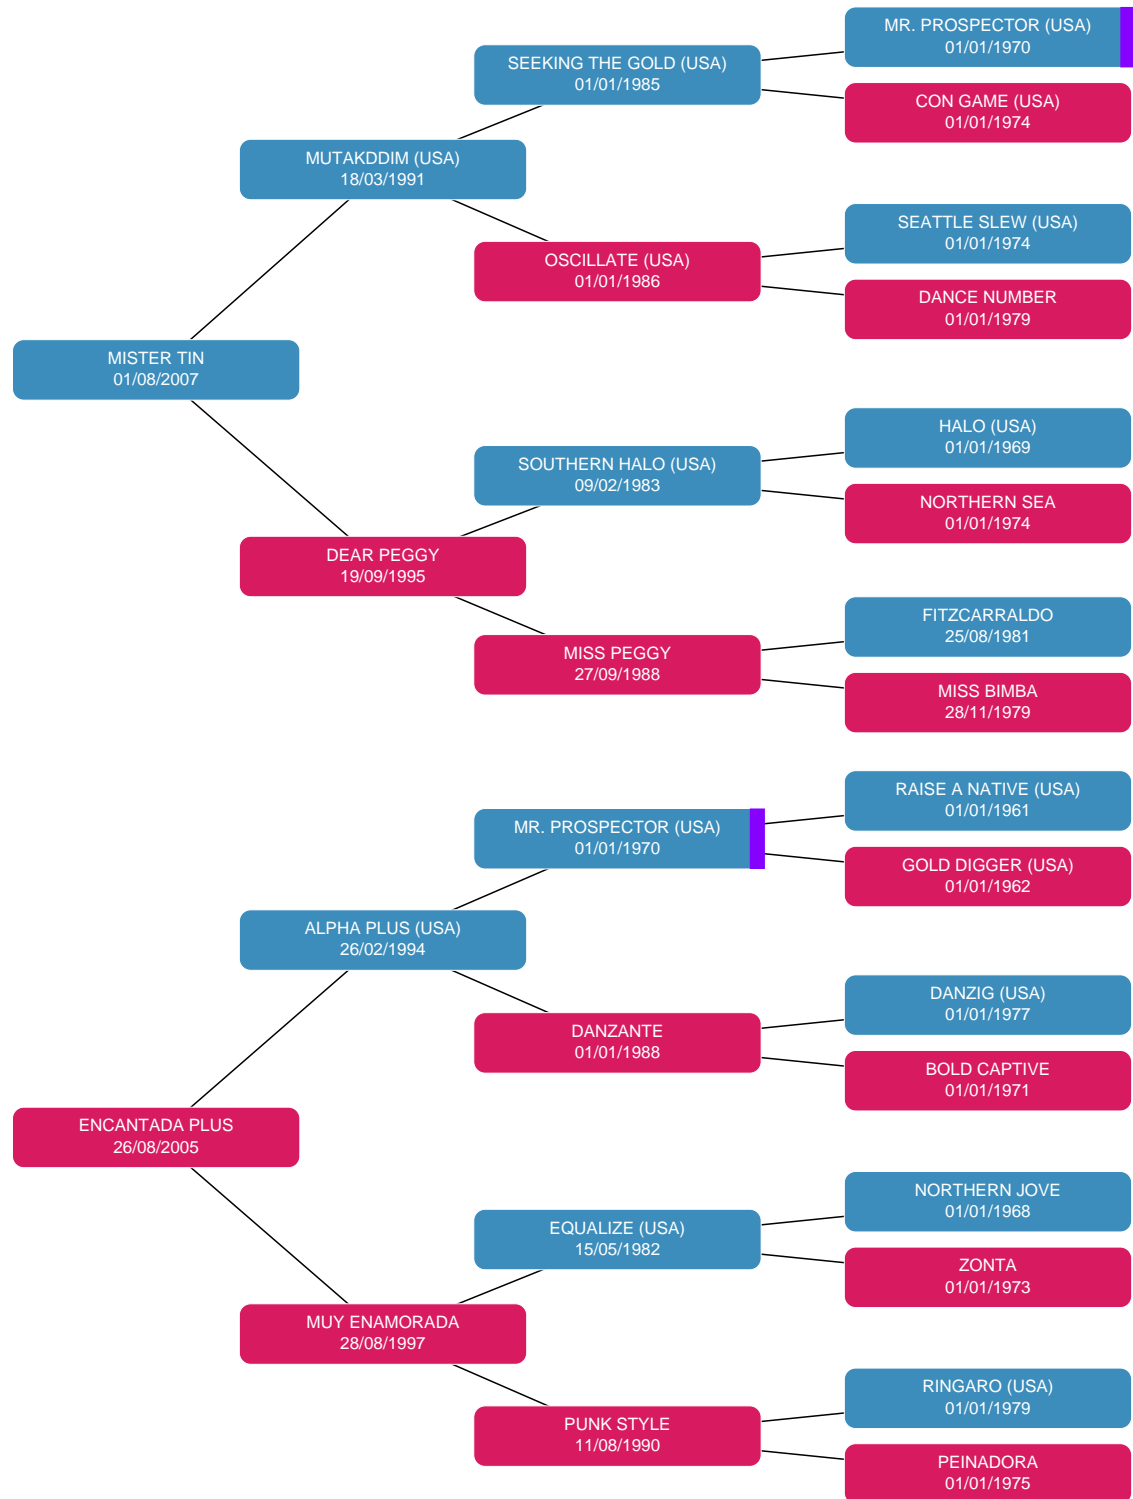 MR. PROSPECTOR (USA)
01/01/1970
SEEKING THE GOLD (USA)
01/01/1985
CON GAME (USA)
01/01/1974
MUTAKDDIM (USA)
18/03/1991
SEATTLE SLEW (USA)
01/01/1974
OSCILLATE (USA)
01/01/1986
DANCE NUMBER
01/01/1979
MISTER TIN
01/08/2007
HALO (USA)
01/01/1969
SOUTHERN HALO (USA)
09/02/1983
NORTHERN SEA
01/01/1974
DEAR PEGGY
19/09/1995
FITZCARRALDO
25/08/1981
MISS PEGGY
27/09/1988
MISS BIMBA
28/11/1979
RAISE A NATIVE (USA)
01/01/1961
MR. PROSPECTOR (USA)
01/01/1970
GOLD DIGGER (USA)
01/01/1962
ALPHA PLUS (USA)
26/02/1994
DANZIG (USA)
01/01/1977
DANZANTE
01/01/1988
BOLD CAPTIVE
01/01/1971
ENCANTADA PLUS
26/08/2005
NORTHERN JOVE
01/01/1968
EQUALIZE (USA)
15/05/1982
ZONTA
01/01/1973
MUY ENAMORADA
28/08/1997
RINGARO (USA)
01/01/1979
PUNK STYLE
11/08/1990
PEINADORA
01/01/1975